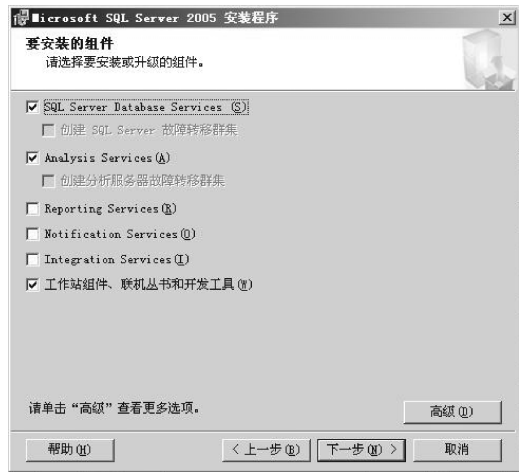 Microsoft SQL Server 2005 安装程序
要安装的组件
请选择要安装或升级的组件。
SQL Server Database Services (S)
创建 SQL Server 故障转移群集
Analysis Services(A)
创建分析服务器故障转移群集
Reporting Services(R)
Notification Services(O)
Integration Services(I)
工作站组件、联机丛书和开发工具(W)
请单击“高级”查看更多选项。
高级(D)
帮助(H)
<上一步(B)
下一步(N) >
取消